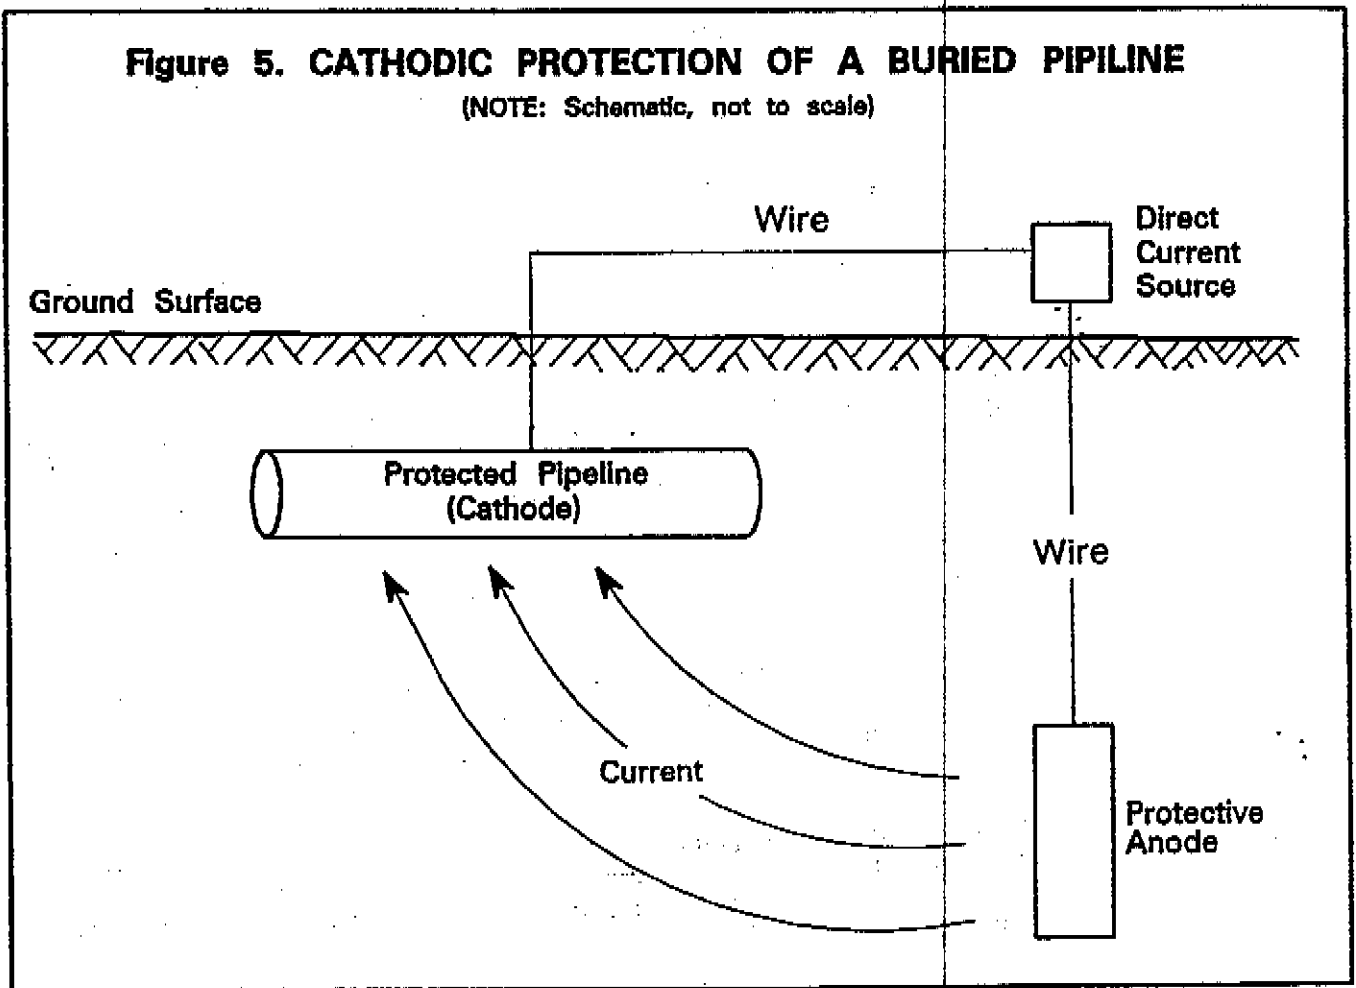 Figure 5. CATHODIC PROTECTION OF A BURIED PIPILINE
(NOTE: Schematic, not to scale)
Wire
Direct
Current
Source
Ground Surface
Protected Pipeline
(Cathode)
Wire
Current
Protective
Anode